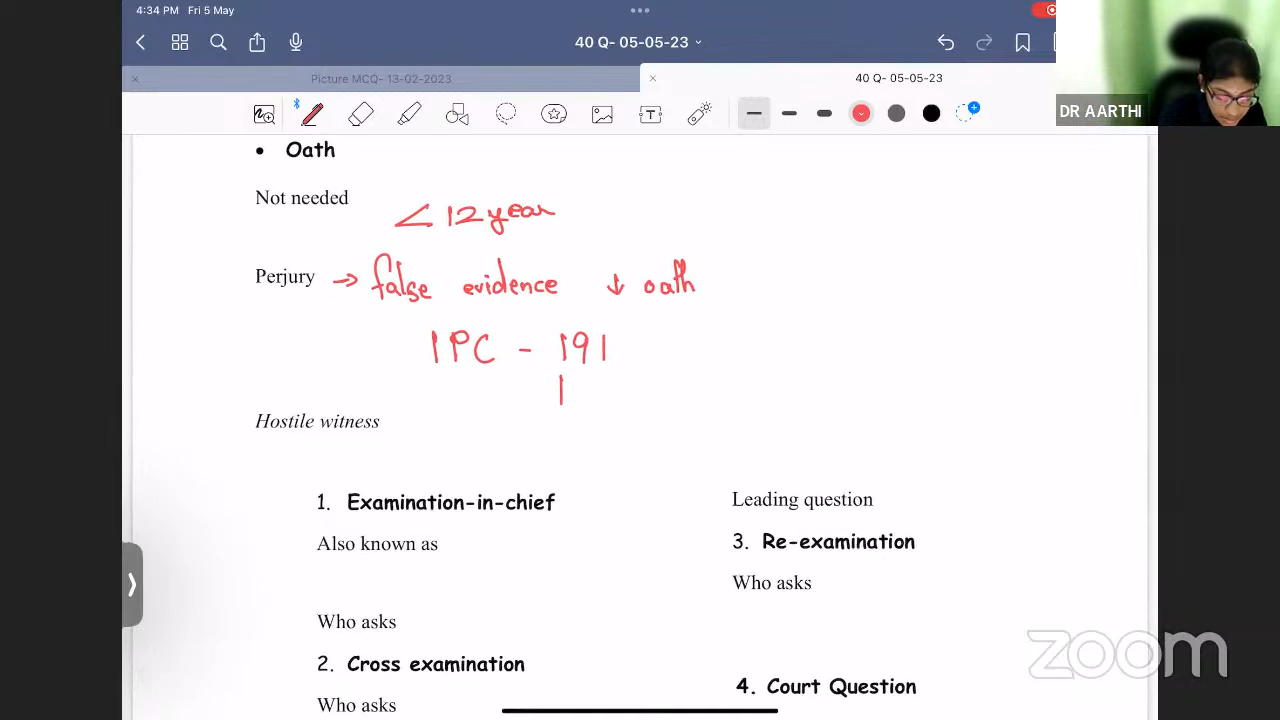 4:34 PM Fri 5 May
40 Q- 05-05-23
Picture MCQ- 13-02-2023
40 Q- 05-05-23
DR AARTHI
• Oath
Not needed
< 12 year
Perjury → false evidence ↓ oath
IPC - 191
Hostile witness
1. Examination-in-chief
Also known as
Who asks
2. Cross examination
Who asks
Leading question
3. Re-examination
Who asks
4. Court Question
zoom